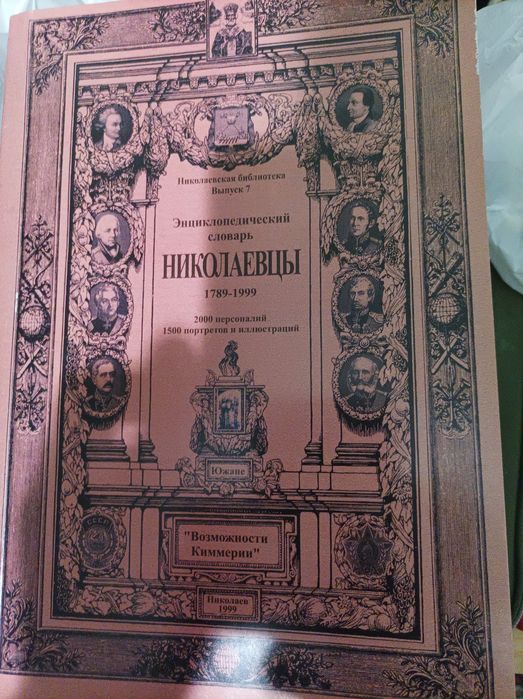 Николаевская библиотека
Выпуск 7
Энциклопедический
словарь
НИКОЛАЕВЦЫ
1789-1999
2000 персоналий
1500 портретов и иллюстраций
Южане
"Возможности
Киммерии"
СССР
Николаев
1999